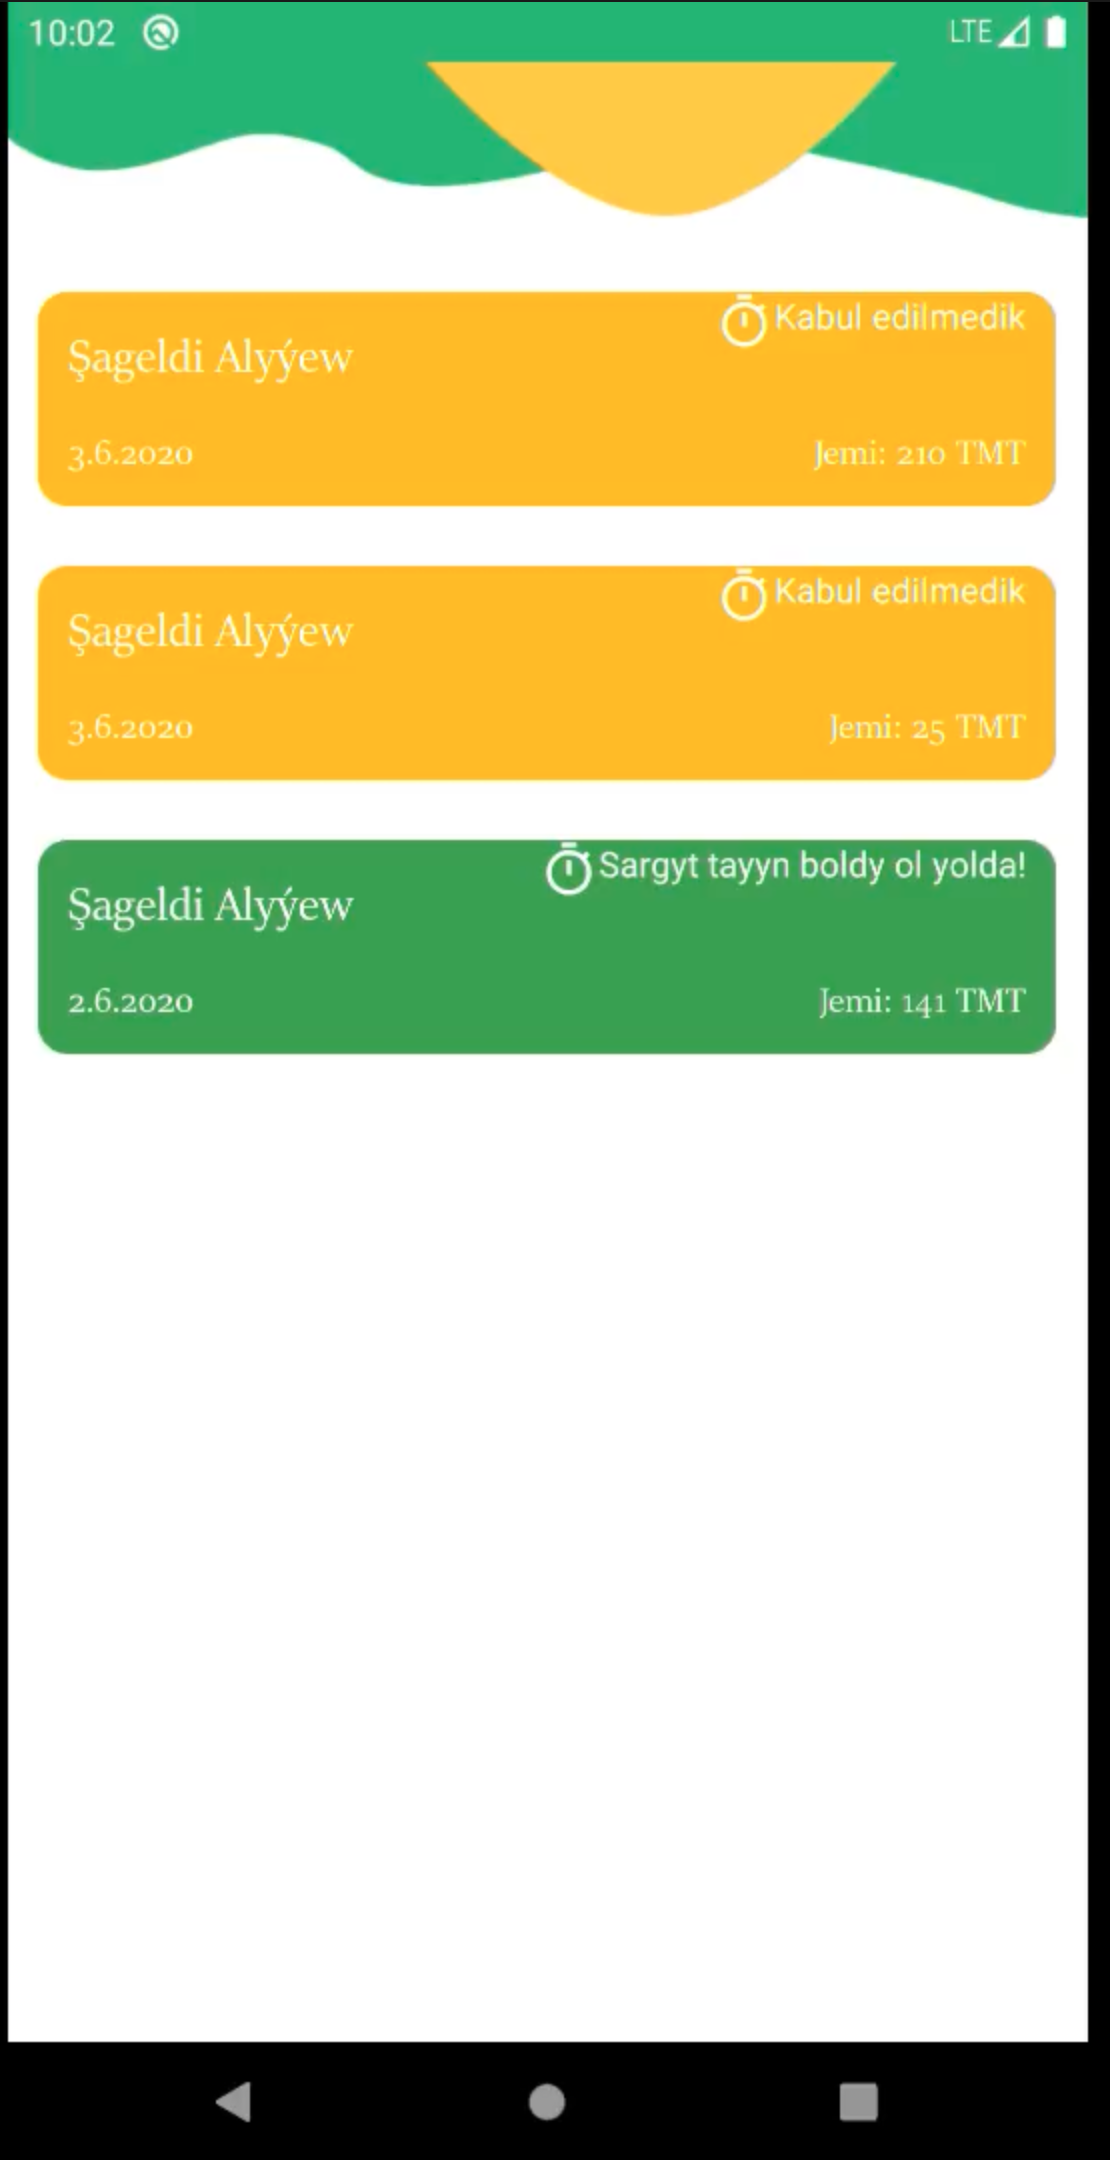 10:02 LTE
Kabul edilmedik
Şageldi Alyýew
3.6.2020 Jemi: 210 TMT
Kabul edilmedik
Şageldi Alyýew
3.6.2020 Jemi: 25 TMT
Sargyt tayyn boldy ol yolda!
Şageldi Alyýew
2.6.2020 Jemi: 141 TMT